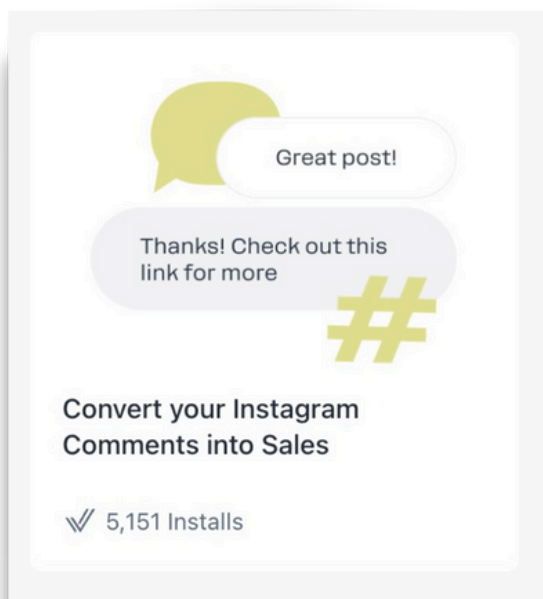 Great post!
Thanks! Check out this
link for more
#
Convert your Instagram
Comments into Sales
5,151 Installs